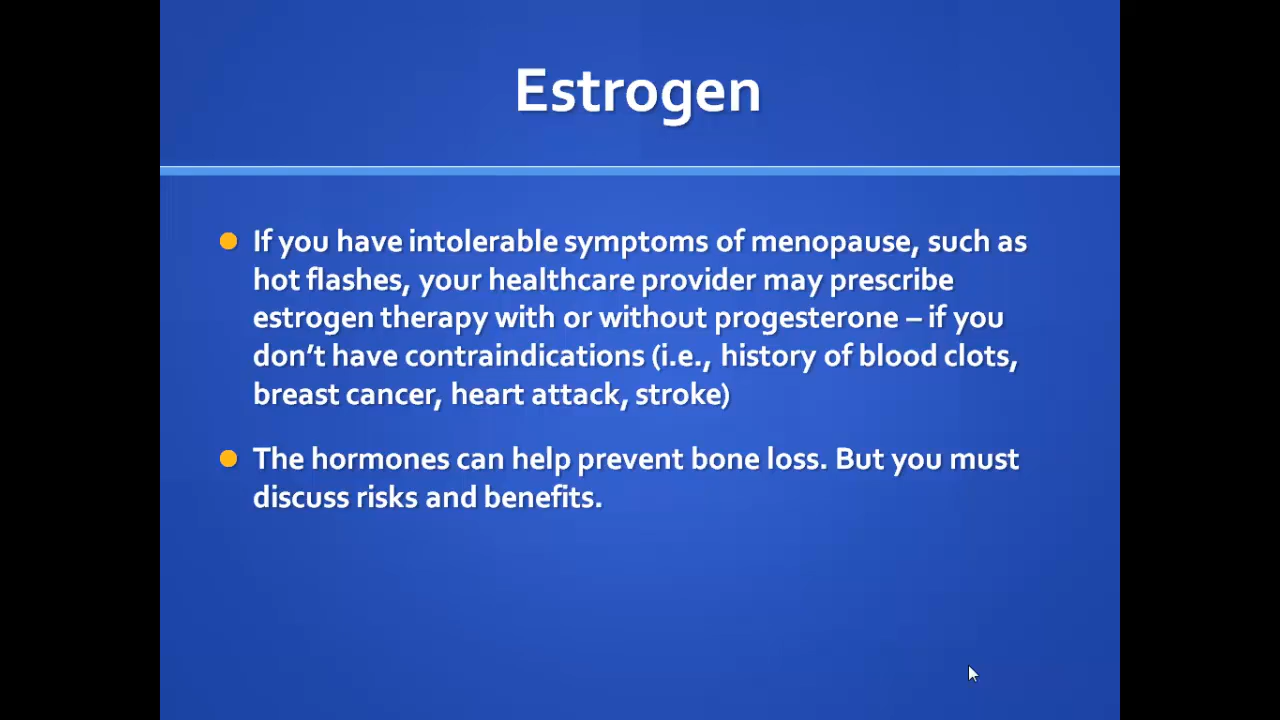 Estrogen
If you have intolerable symptoms of menopause, such as
hot flashes, your healthcare provider may prescribe
estrogen therapy with or without progesterone – if you
don’t have contraindications (i.e., history of blood clots,
breast cancer, heart attack, stroke)
The hormones can help prevent bone loss. But you must
discuss risks and benefits.